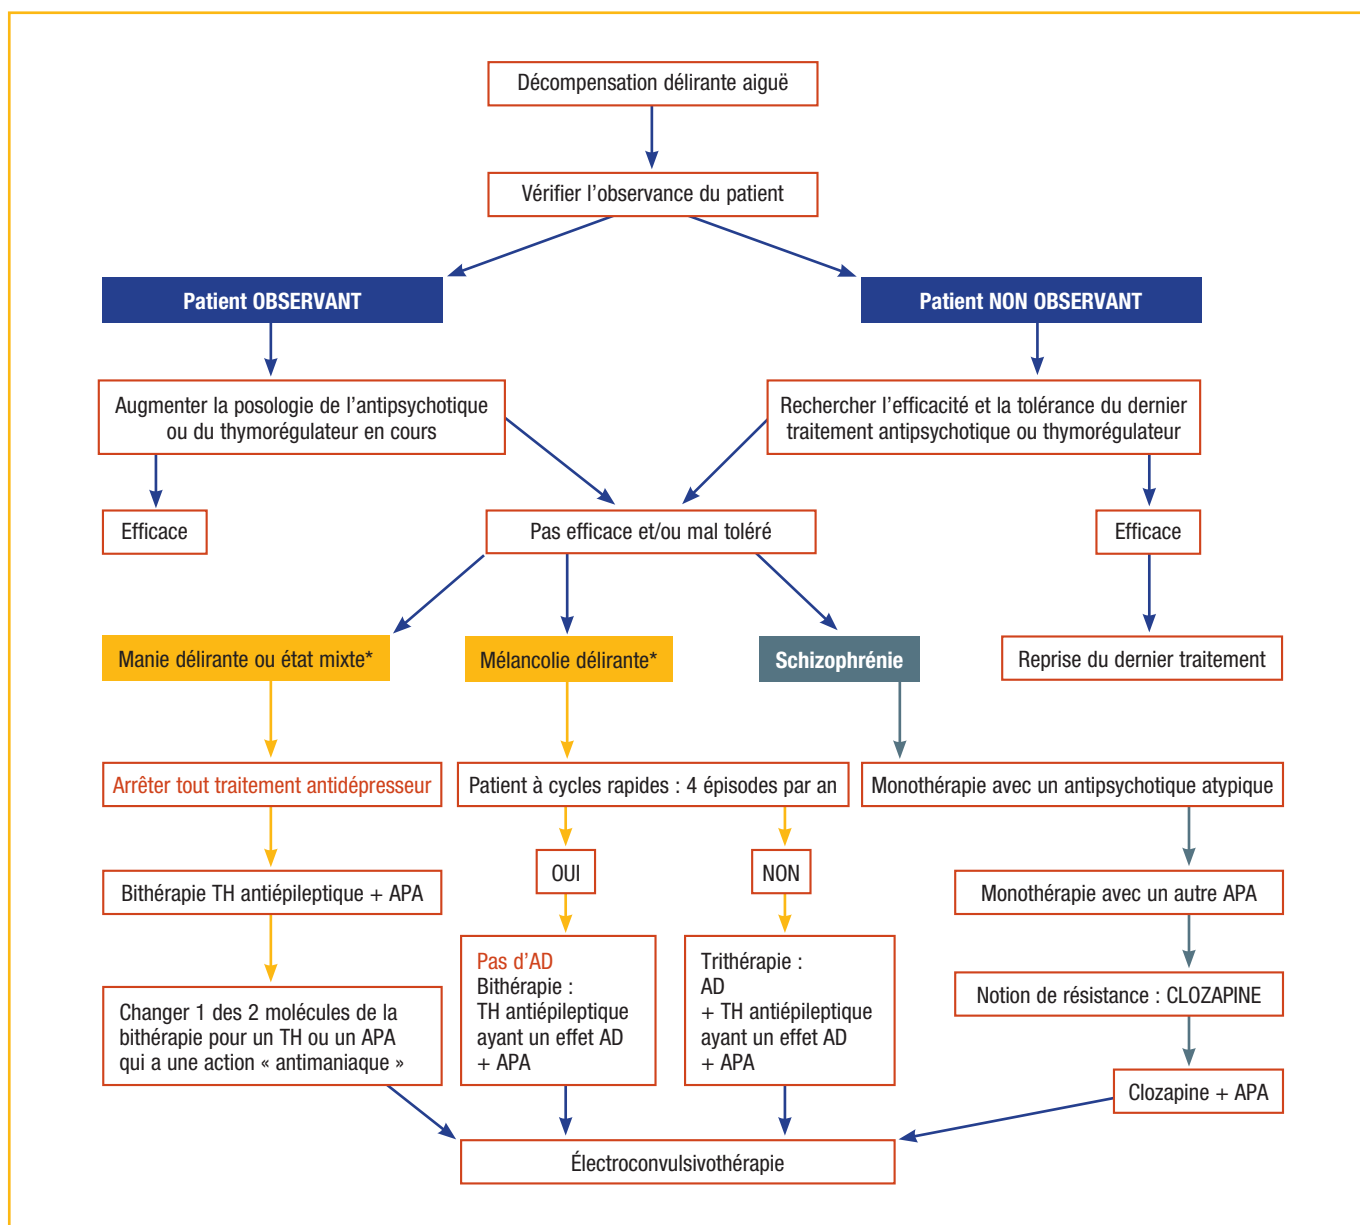 Décompensation délirante aiguë
Vérifier l’observance du patient
Patient OBSERVANT
Patient NON OBSERVANT
Augmenter la posologie de l’antipsychotique
ou du thymorégulateur en cours
Rechercher l’efficacité et la tolérance du dernier
traitement antipsychotique ou thymorégulateur
Efficace
Pas efficace et/ou mal toléré
Efficace
Manie délirante ou état mixte*
Mélancolie délirante*
Schizophrénie
Reprise du dernier traitement
Arrêter tout traitement antidépresseur
Patient à cycles rapides : 4 épisodes par an
Monothérapie avec un antipsychotique atypique
OUI
NON
Bithérapie TH antiépileptique + APA
Monothérapie avec un autre APA
Pas d’AD
Bithérapie :
TH antiépileptique
ayant un effet AD
+ APA
Trithérapie :
AD
+ TH antiépileptique
ayant un effet AD
+ APA
Notion de résistance : CLOZAPINE
Changer 1 des 2 molécules de la
bithérapie pour un TH ou un APA
qui a une action « antimaniaque »
Clozapine + APA
Électroconvulsivothérapie